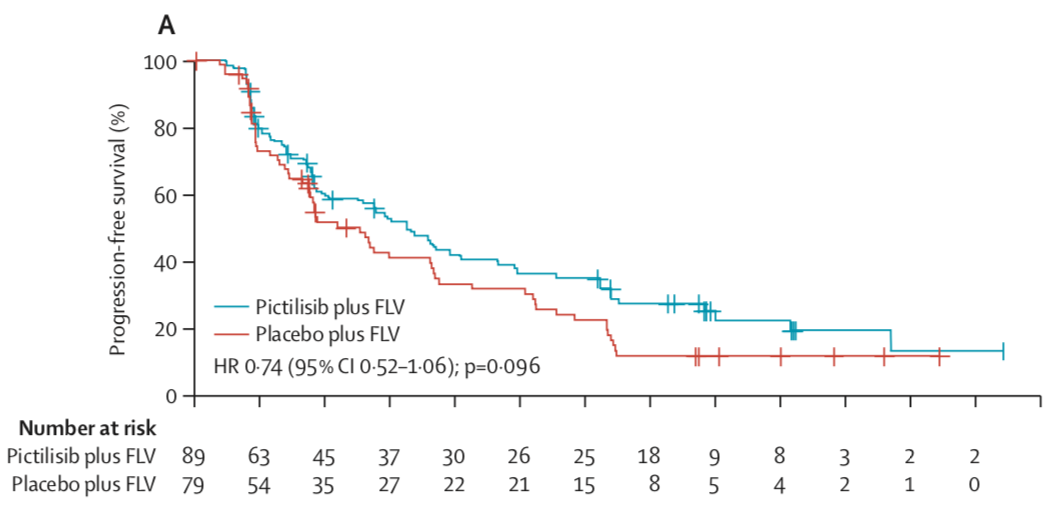 A
100
80
60
40
20
0
Progression-free survival (%)
Pictilisib plus FLV
Placebo plus FLV
HR 0·74 (95% CI 0·52–1·06); p=0·096
Number at risk
Pictilisib plus FLV 89 63 45 37 30 26 25 18 9 8 3 2 2
Placebo plus FLV 79 54 35 27 22 21 15 8 5 4 2 1 0